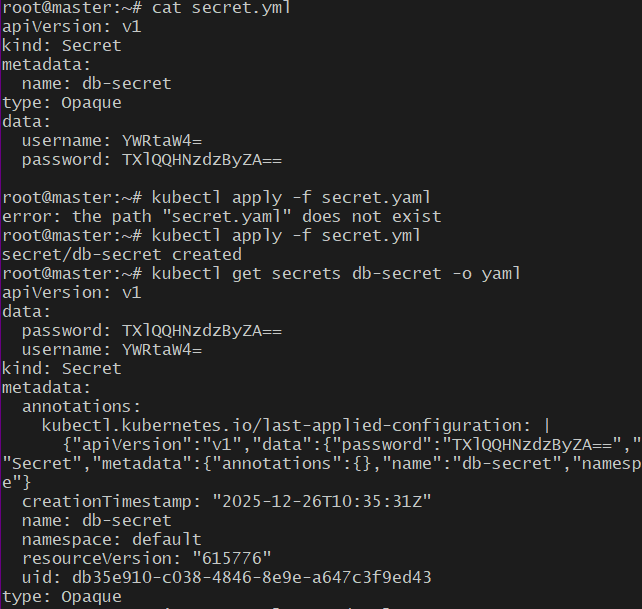 root@master:~# cat secret.yml
apiVersion: v1
kind: Secret
metadata:
  name: db-secret
type: Opaque
data:
  username: YWRtaW4=
  password: TXlQQHNzdzByZA==
root@master:~# kubectl apply -f secret.yaml
error: the path "secret.yaml" does not exist
root@master:~# kubectl apply -f secret.yml
secret/db-secret created
root@master:~# kubectl get secrets db-secret -o yaml
apiVersion: v1
data:
  password: TXlQQHNzdzByZA==
  username: YWRtaW4=
kind: Secret
metadata:
  annotations:
    kubectl.kubernetes.io/last-applied-configuration: |
      {"apiVersion":"v1","data":{"password":"TXlQQHNzdzByZA==","
"Secret","metadata":{"annotations":{},"name":"db-secret","namesp
e"}
  creationTimestamp: "2025-12-26T10:35:31Z"
  name: db-secret
  namespace: default
  resourceVersion: "615776"
  uid: db35e910-c038-4846-8e9e-a647c3f9ed43
type: Opaque